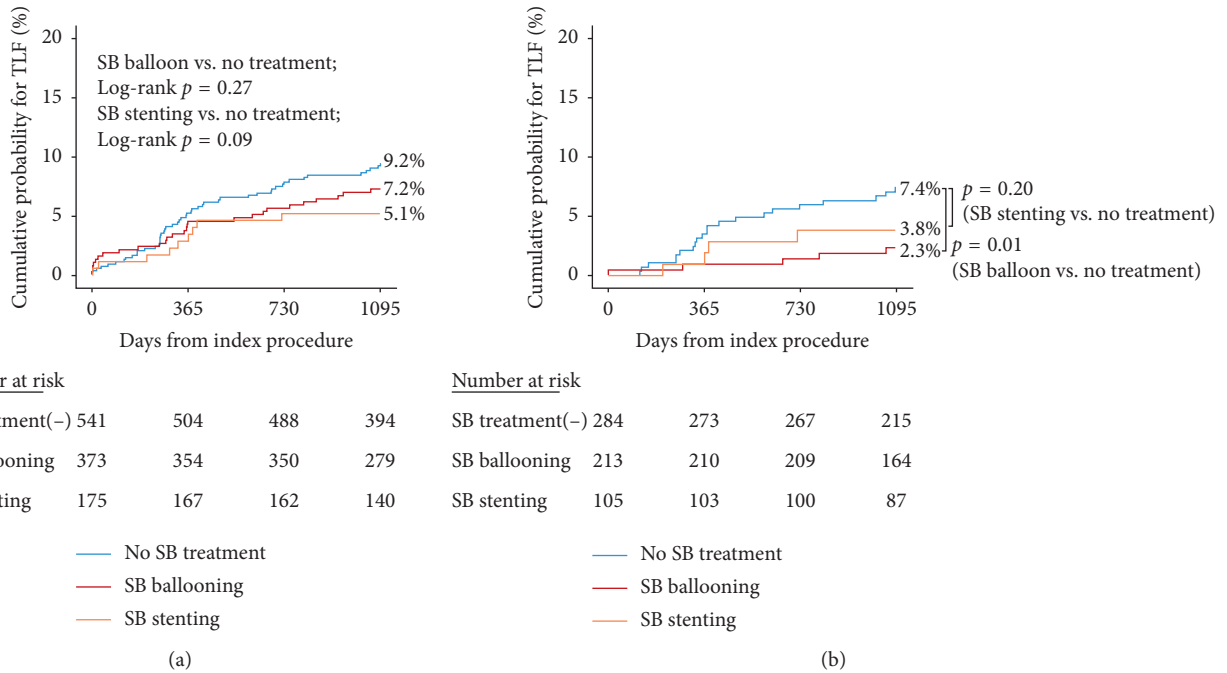 Cumulative probability for TLF (%)
20
15
10
5
0
SB balloon vs. no treatment;
Log-rank p = 0.27
SB stenting vs. no treatment;
Log-rank p = 0.09
9.2%
7.2%
5.1%
0 365 730 1095
Days from index procedure
r at risk
tment(–) 541 504 488 394
ooning 373 354 350 279
ting 175 167 162 140
No SB treatment
SB ballooning
SB stenting
(a)
Cumulative probability for TLF (%)
20
15
10
5
0
7.4%
3.8%
2.3%
p = 0.20
(SB stenting vs. no treatment)
p = 0.01
(SB balloon vs. no treatment)
0 365 730 1095
Days from index procedure
Number at risk
SB treatment(–) 284 273 267 215
SB ballooning 213 210 209 164
SB stenting 105 103 100 87
No SB treatment
SB ballooning
SB stenting
(b)